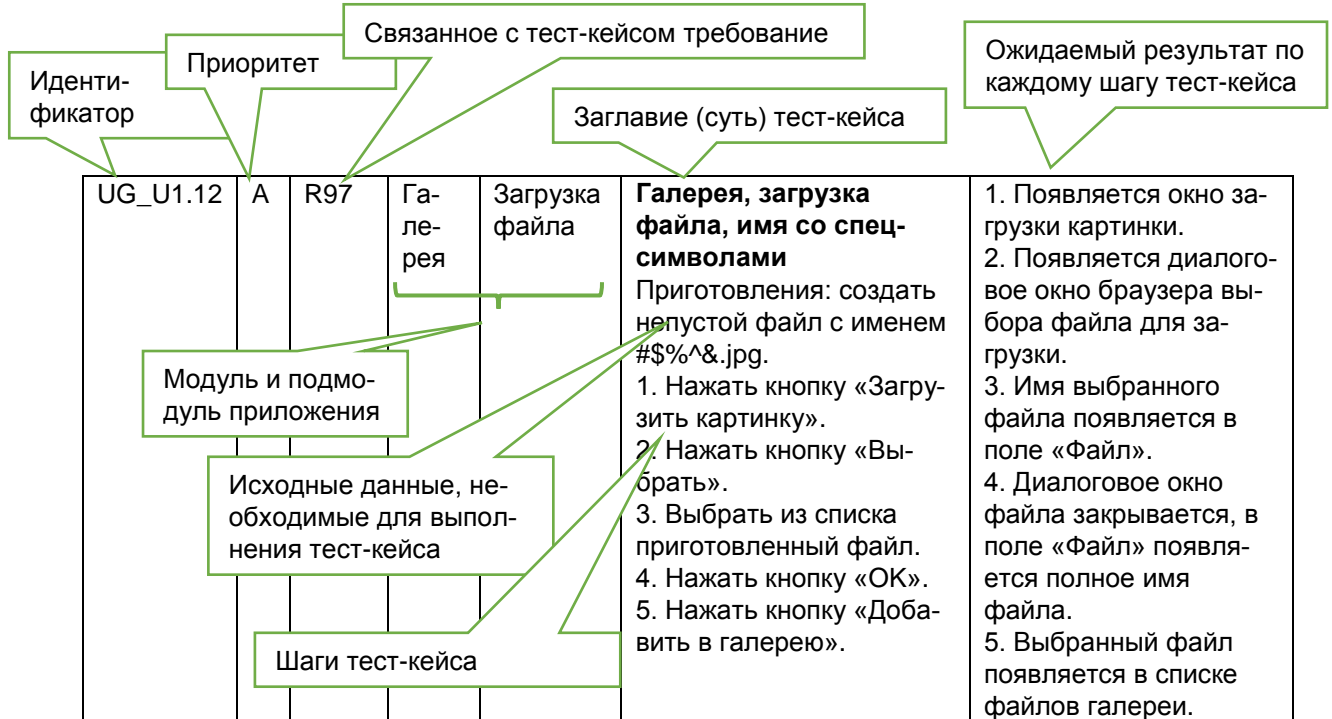 Связанное с тест-кейсом требование
Приоритет
Иденти-
фикатор
Заглавие (суть) тест-кейса
Ожидаемый результат по
каждому шагу тест-кейса
UG_U1.12
A
R97
Га-
ле-
рея
Загрузка
файла
Галерея, загрузка
файла, имя со спец-
символами
Приготовления: создать
непустой файл с именем
#$%^&.jpg.
1. Нажать кнопку «Загру-
зить картинку».
2. Нажать кнопку «Вы-
брать».
3. Выбрать из списка
приготовленный файл.
4. Нажать кнопку «OK».
5. Нажать кнопку «Доба-
вить в галерею».
1. Появляется окно за-
грузки картинки.
2. Появляется диалого-
вое окно браузера вы-
бора файла для за-
грузки.
3. Имя выбранного
файла появляется в
поле «Файл».
4. Диалоговое окно
файла закрывается, в
поле «Файл» появля-
ется полное имя
файла.
5. Выбранный файл
появляется в списке
файлов галереи.
Модуль и подмо-
дуль приложения
Исходные данные, не-
обходимые для выпол-
нения тест-кейса
Шаги тест-кейса